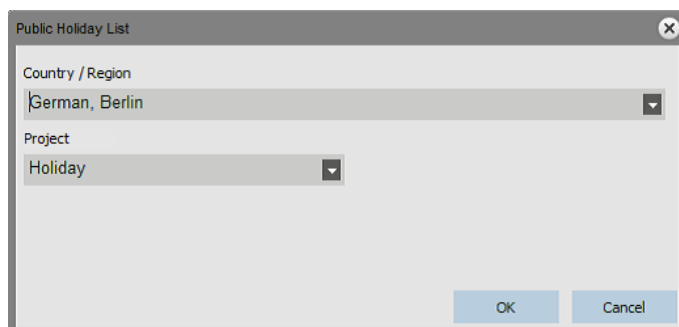 Public Holiday List
Country / Region
German, Berlin
Project
Holiday
OK Cancel